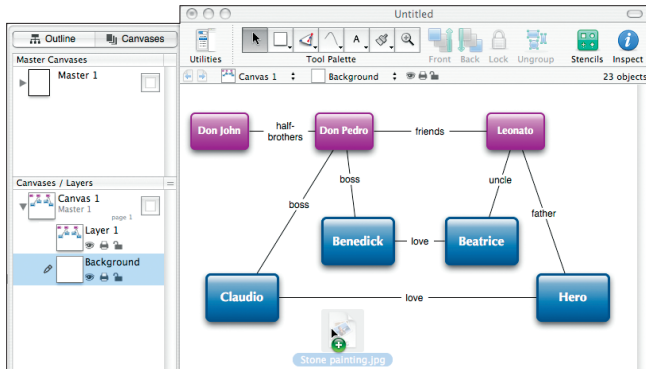 Untitled
Outline
Canvases
Utilities
Tool Palette
Front
Back
Lock
Ungroup
Stencils
Inspect
A
Master Canvases
Master 1
Canvas 1
Background
23 objects
Don John
half-
brothers
Don Pedro
friends
Leonato
boss
boss
uncle
father
Benedick
love
Beatrice
Claudio
love
Hero
Stone painting.jpg
Canvases / Layers
Canvas 1
Master 1
page 1
Layer 1
Background